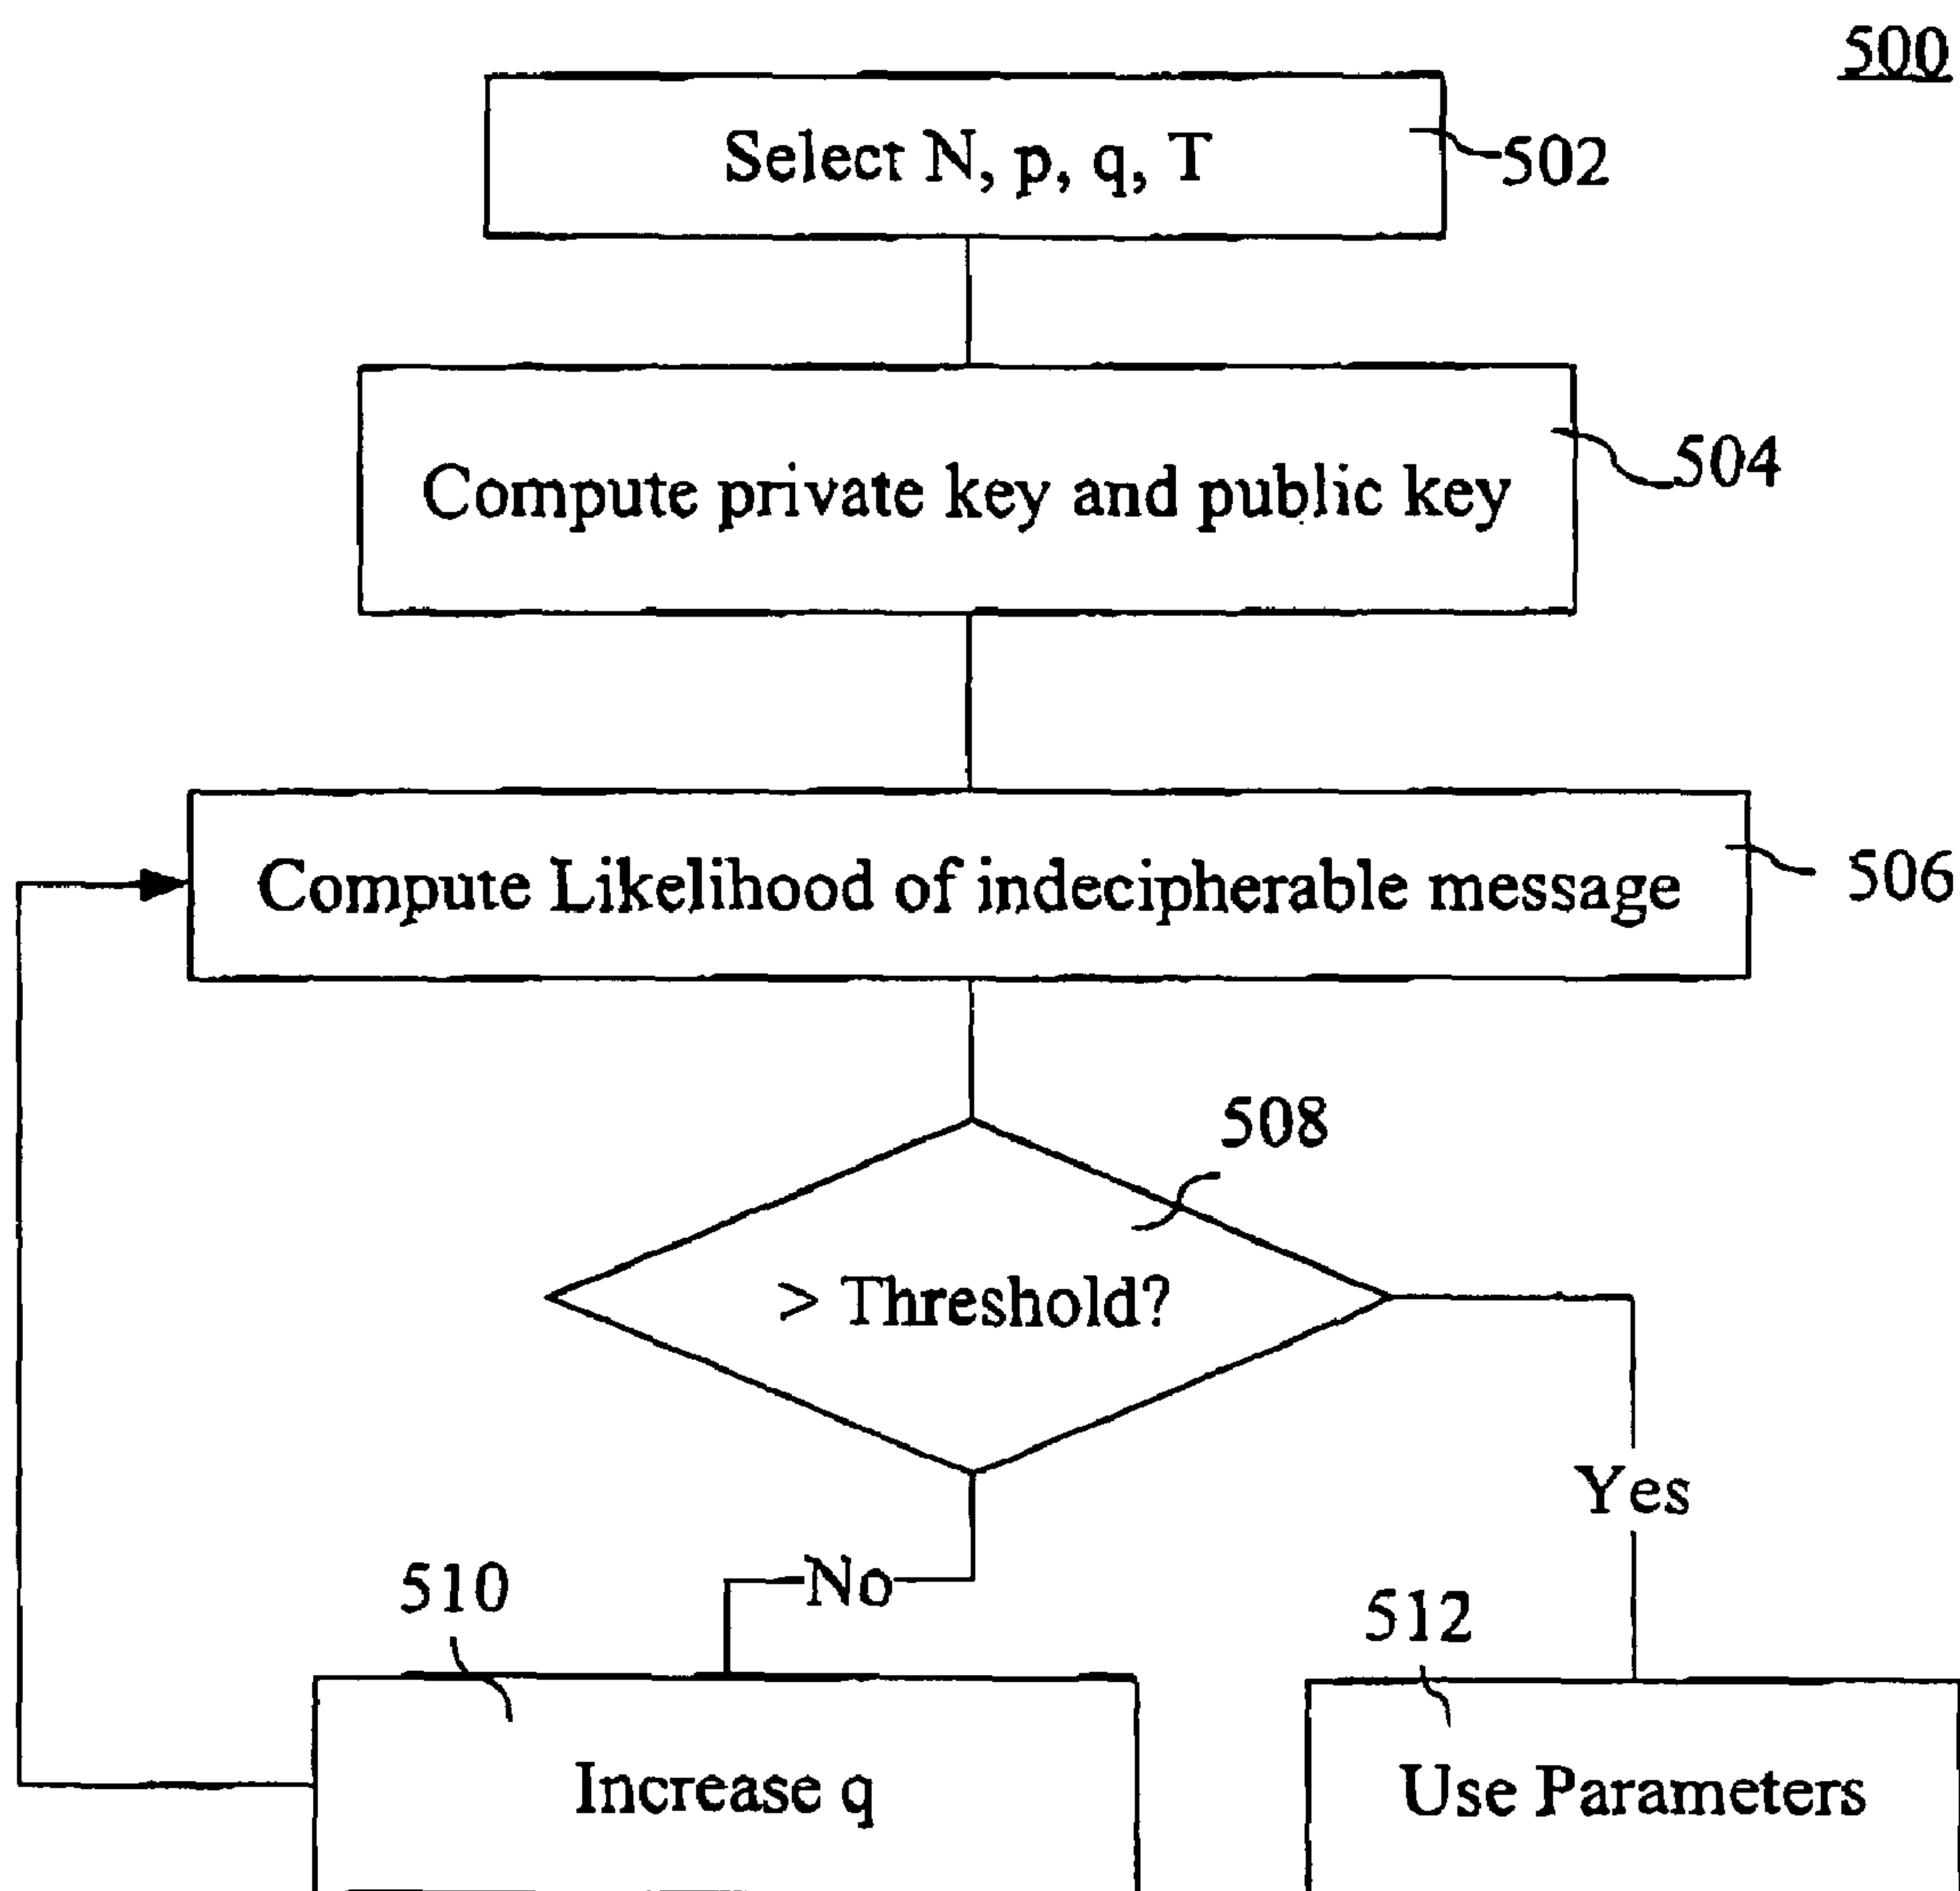 500
Select N, p, q, T
502
Compute private key and public key
504
Compute Likelihood of indecipherable message
506
508
> Threshold?
Yes
No
510
512
Increase q
Use Parameters